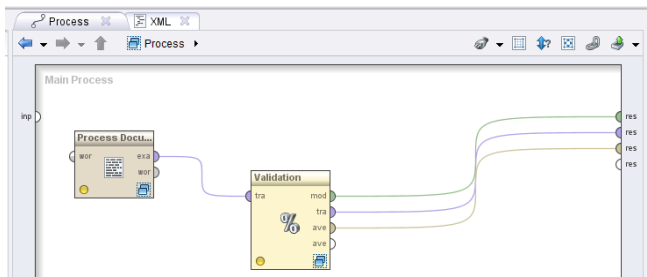 Process XML
Process
Main Process
inp
res
res
res
res
Process Docu...
wor exa
wor
Validation
tra mod
tra
%
ave
ave